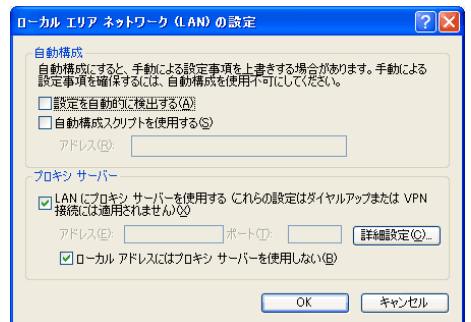 ローカル エリア ネットワーク (LAN) の設定
自動構成
自動構成にすると、手動による設定事項を上書きする場合があります。手動による
設定事項を確保するには、自動構成を使用不可にしてください。
設定を自動的に検出する(A)
自動構成スクリプトを使用する(S)
アドレス(R):
プロキシ サーバー
LAN にプロキシ サーバーを使用する (これらの設定はダイヤルアップまたは VPN
接続には適用されません)(X)
アドレス(E): ポート(T): 詳細設定(C)...
ローカル アドレスにはプロキシ サーバーを使用しない(B)
OK キャンセル